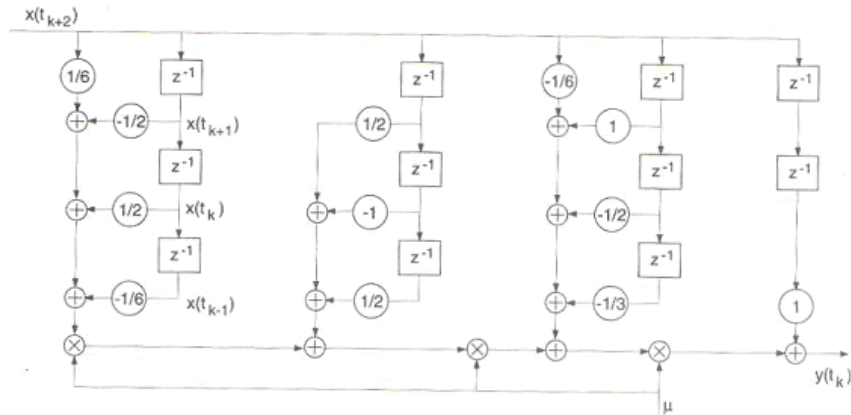 x(t_{k+2})
1/6 z^{-1} z^{-1} -1/6 z^{-1} z^{-1}
-1/2 x(t_{k+1}) 1/2 1
z^{-1} z^{-1} z^{-1} z^{-1}
1/2 x(t_k) -1 -1/2
z^{-1} z^{-1} z^{-1}
-1/6 x(t_{k-1}) 1/2 -1/3 1
y(t_k)
μ